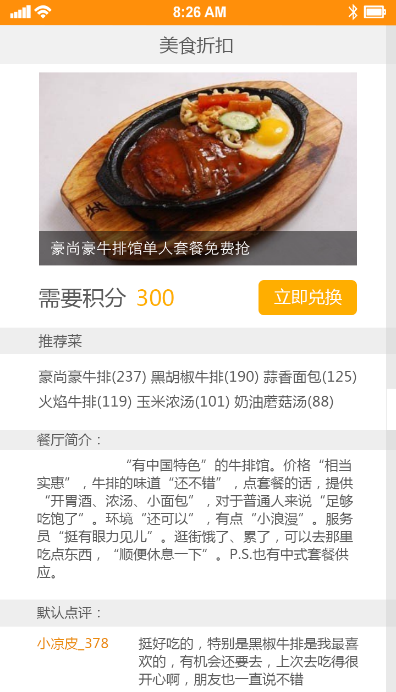 8:26 AM
美食折扣
豪尚豪牛排馆单人套餐免费抢
需要积分 300
立即兑换
推荐菜
豪尚豪牛排(237) 黑胡椒牛排(190) 蒜香面包(125)
火焰牛排(119) 玉米浓汤(101) 奶油蘑菇汤(88)
餐厅简介：
“有中国特色”的牛排馆。价格“相当
实惠”，牛排的味道“还不错”，点套餐的话，提供
“开胃酒、浓汤、小面包”，对于普通人来说“足够
吃饱了”。环境“还可以”，有点“小浪漫”。服务
员“挺有眼力见儿”。逛街饿了、累了，可以去那里
吃点东西，“顺便休息一下”。P.S.也有中式套餐供
应。
默认点评：
小凉皮_378
挺好吃的，特别是黑椒牛排是我最喜
欢的，有机会还要去，上次去吃得很
开心啊，朋友也一直说不错